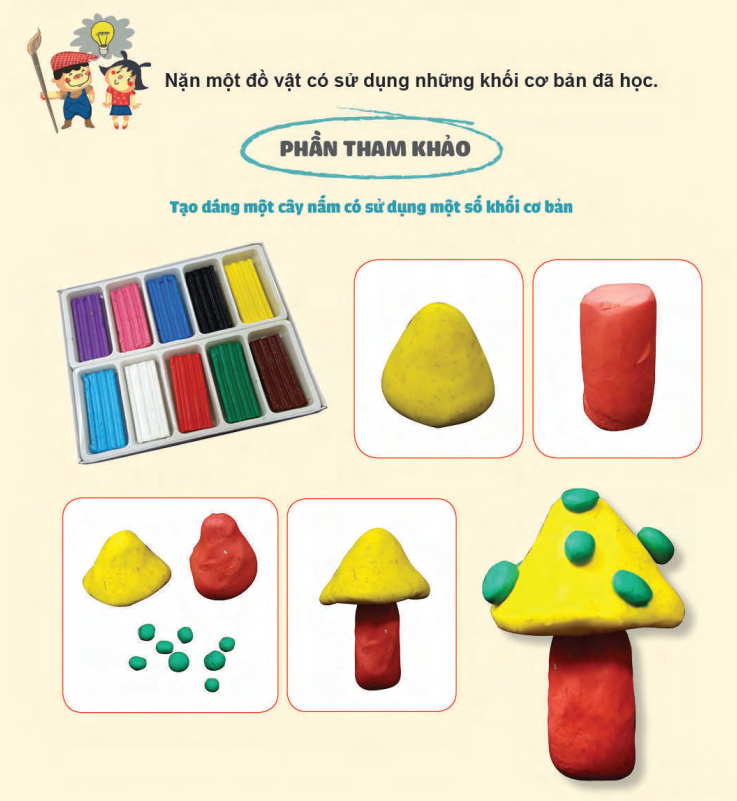 Nặn một đồ vật có sử dụng những khối cơ bản đã học.
PHẦN THAM KHẢO
Tạo dáng một cây nấm có sử dụng một số khối cơ bản